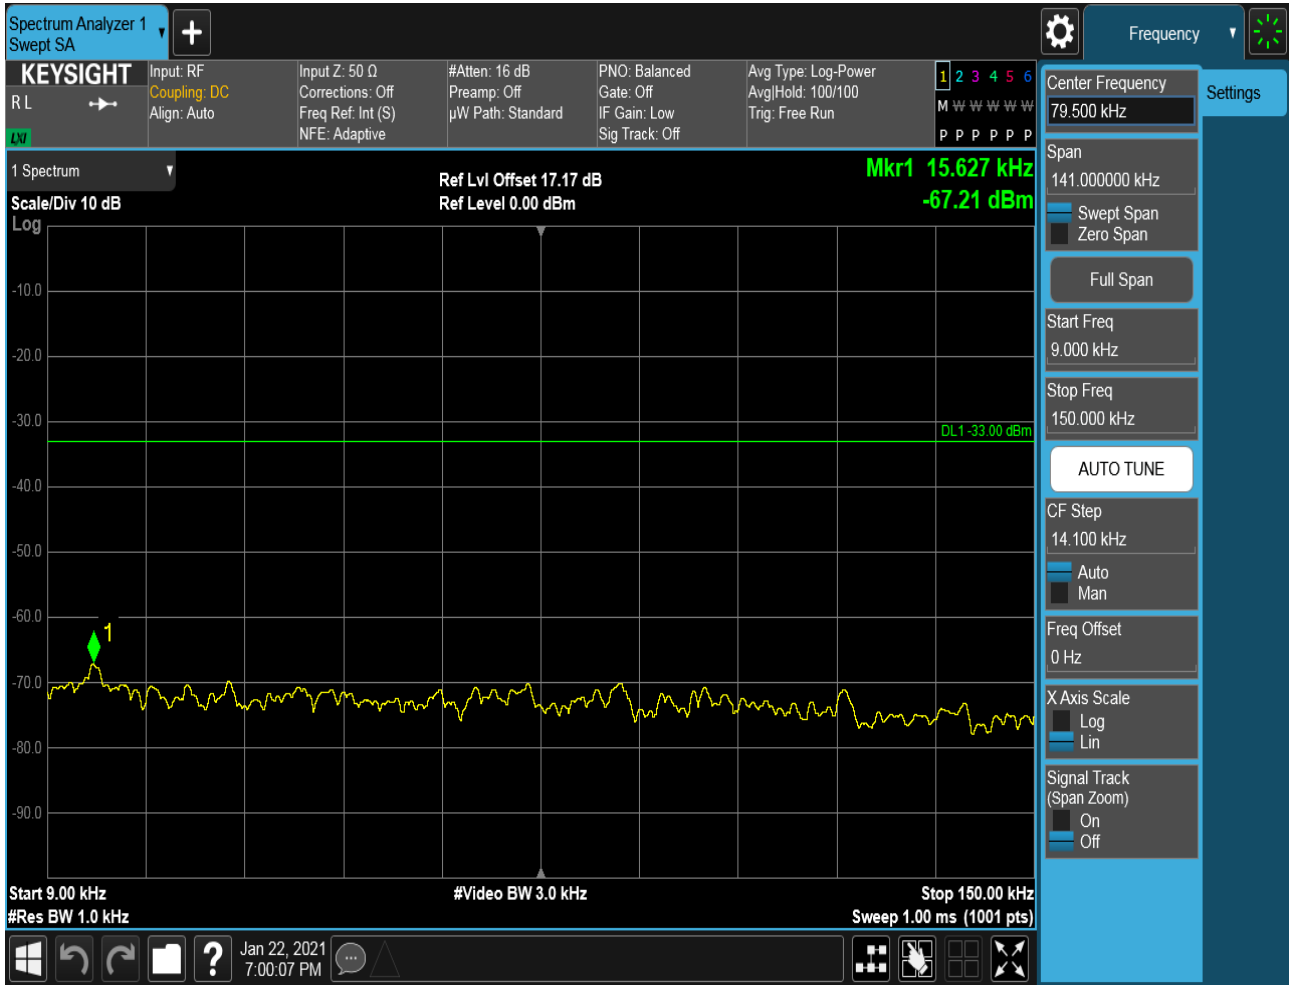 Spectrum Analyzer 1
Swept SA
+
Frequency
KEYSIGHT
R L
LXI
Input: RF
Coupling: DC
Align: Auto
Input Z: 50 Ω
Corrections: Off
Freq Ref: Int (S)
NFE: Adaptive
#Atten: 16 dB
Preamp: Off
µW Path: Standard
PNO: Balanced
Gate: Off
IF Gain: Low
Sig Track: Off
Avg Type: Log-Power
Avg|Hold: 100/100
Trig: Free Run
1 2 3 4 5 6
M W W W W W
P P P P P P
1 Spectrum
Scale/Div 10 dB
Log
Ref Lvl Offset 17.17 dB
Ref Level 0.00 dBm
Mkr1 15.627 kHz
-67.21 dBm
-10.0
-20.0
-30.0
DL1 -33.00 dBm
-40.0
-50.0
-60.0
1
-70.0
-80.0
-90.0
Start 9.00 kHz
#Res BW 1.0 kHz
#Video BW 3.0 kHz
Stop 150.00 kHz
Sweep 1.00 ms (1001 pts)
?
Jan 22, 2021
7:00:07 PM
Center Frequency
79.500 kHz
Span
141.000000 kHz
Swept Span
Zero Span
Full Span
Start Freq
9.000 kHz
Stop Freq
150.000 kHz
AUTO TUNE
CF Step
14.100 kHz
Auto
Man
Freq Offset
0 Hz
X Axis Scale
Log
Lin
Signal Track
(Span Zoom)
On
Off
Settings